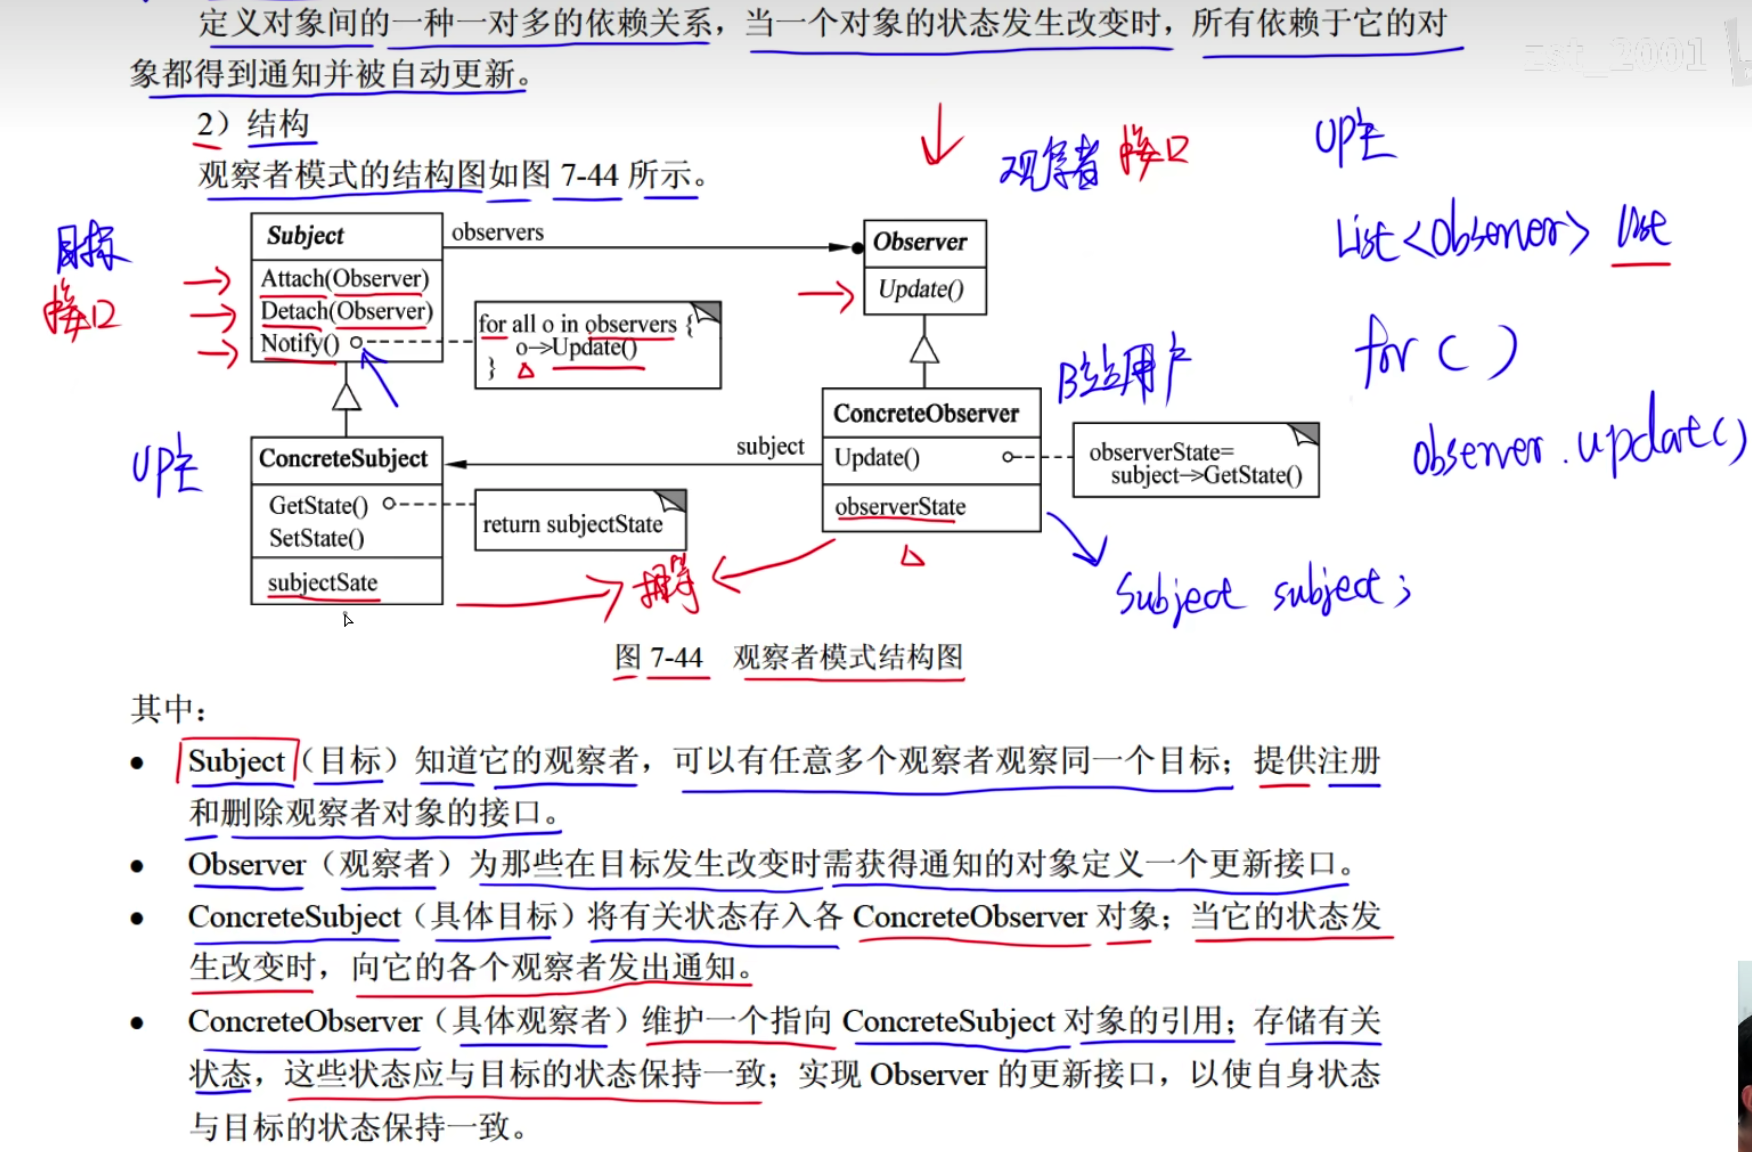 定义对象间的一种一对多的依赖关系，当一个对象的状态发生改变时，所有依赖于它的对
象都得到通知并被自动更新。
zst_2001
2）结构
观察者模式的结构图如图 7-44 所示。
观察者 接口
UP主
目标
接口
Subject
observers
Observer
List<Observer> list
Attach(Observer)
Detach(Observer)
Notify()
Update()
for all o in observers {
o->Update()
}
for ( )
observer.update()
B站用户
UP主
ConcreteSubject
subject
ConcreteObserver
Update()
observerState=
subject->GetState()
GetState()
SetState()
return subjectState
observerState
subjectSate
Subject subject;
图 7-44 观察者模式结构图
其中：
● Subject（目标）知道它的观察者，可以有任意多个观察者观察同一个目标；提供注册
和删除观察者对象的接口。
● Observer（观察者）为那些在目标发生改变时需获得通知的对象定义一个更新接口。
● ConcreteSubject（具体目标）将有关状态存入各 ConcreteObserver 对象；当它的状态发
生改变时，向它的各个观察者发出通知。
● ConcreteObserver（具体观察者）维护一个指向 ConcreteSubject 对象的引用；存储有关
状态，这些状态应与目标的状态保持一致；实现 Observer 的更新接口，以使自身状态
与目标的状态保持一致。